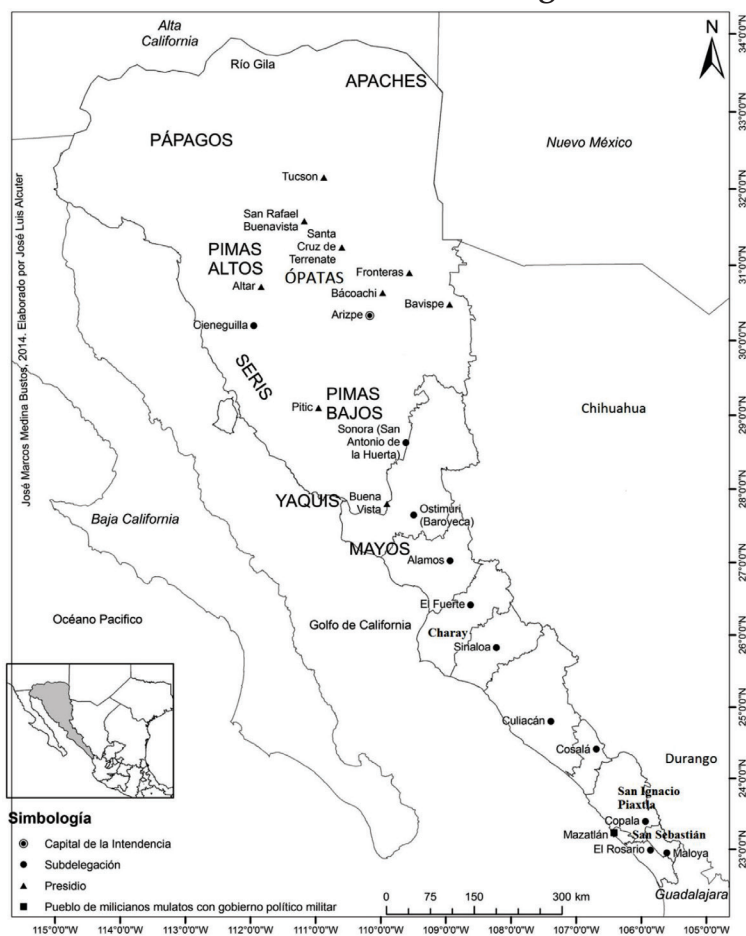 Alta
California
N
Río Gila
APACHES
PÁPAGOS
Nuevo México
Tucson
San Rafael
Buenavista
Santa
Cruz de
Terrenate
PIMAS
ALTOS
ÓPATAS
Fronteras
Altar
Bácoachi
Bavispe
Arizpe
Cieneguilla
SERIS
PIMAS
BAJOS
Pitic
Sonora (San
Antonio de
la Huerta)
Chihuahua
YAQUIS
Buena
Vista
Ostimuri
(Baroyeca)
Baja California
MAYOS
Alamos
El Fuerte
Océano Pacifico
Golfo de California
Charay
Sinaloa
Culiacán
Cosalá
Durango
San Ignacio
Piaxtla
Copala
Mazatlán
San Sebastián
El Rosario
Maloya
Guadalajara
José Marcos Medina Bustos, 2014. Elaborado por José Luis Alcuter
Simbología
Capital de la Intendencia
Subdelegación
Presidio
Pueblo de milicianos mulatos con gobierno político militar
0 75 150 300 km
34°0'0"N
33°0'0"N
32°0'0"N
31°0'0"N
30°0'0"N
29°0'0"N
28°0'0"N
27°0'0"N
26°0'0"N
25°0'0"N
24°0'0"N
23°0'0"N
115°0'0"W 114°0'0"W 113°0'0"W 112°0'0"W 111°0'0"W 110°0'0"W 109°0'0"W 108°0'0"W 107°0'0"W 106°0'0"W 105°0'0"W